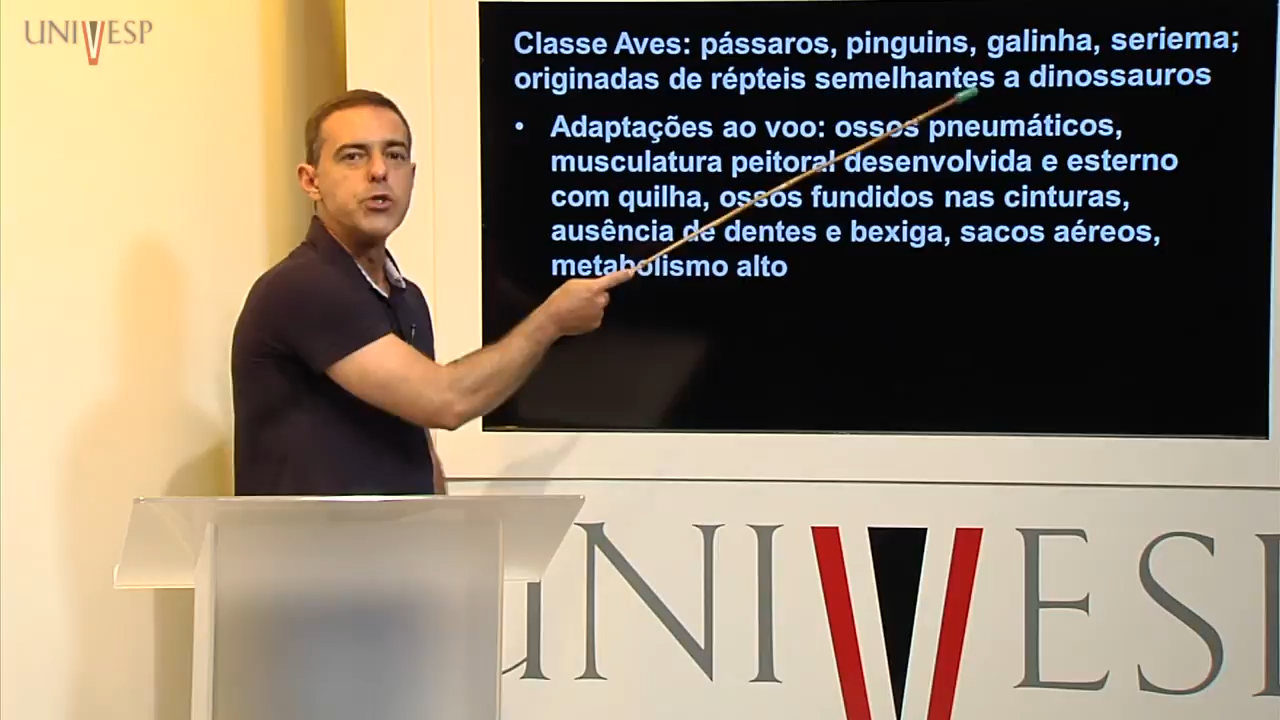 UNIVESP
Classe Aves: pássaros, pinguins, galinha, seriema;
originadas de répteis semelhantes a dinossauros
• Adaptações ao voo: ossos pneumáticos,
musculatura peitoral desenvolvida e esterno
com quilha, ossos fundidos nas cinturas,
ausência de dentes e bexiga, sacos aéreos,
metabolismo alto
UNIVESP